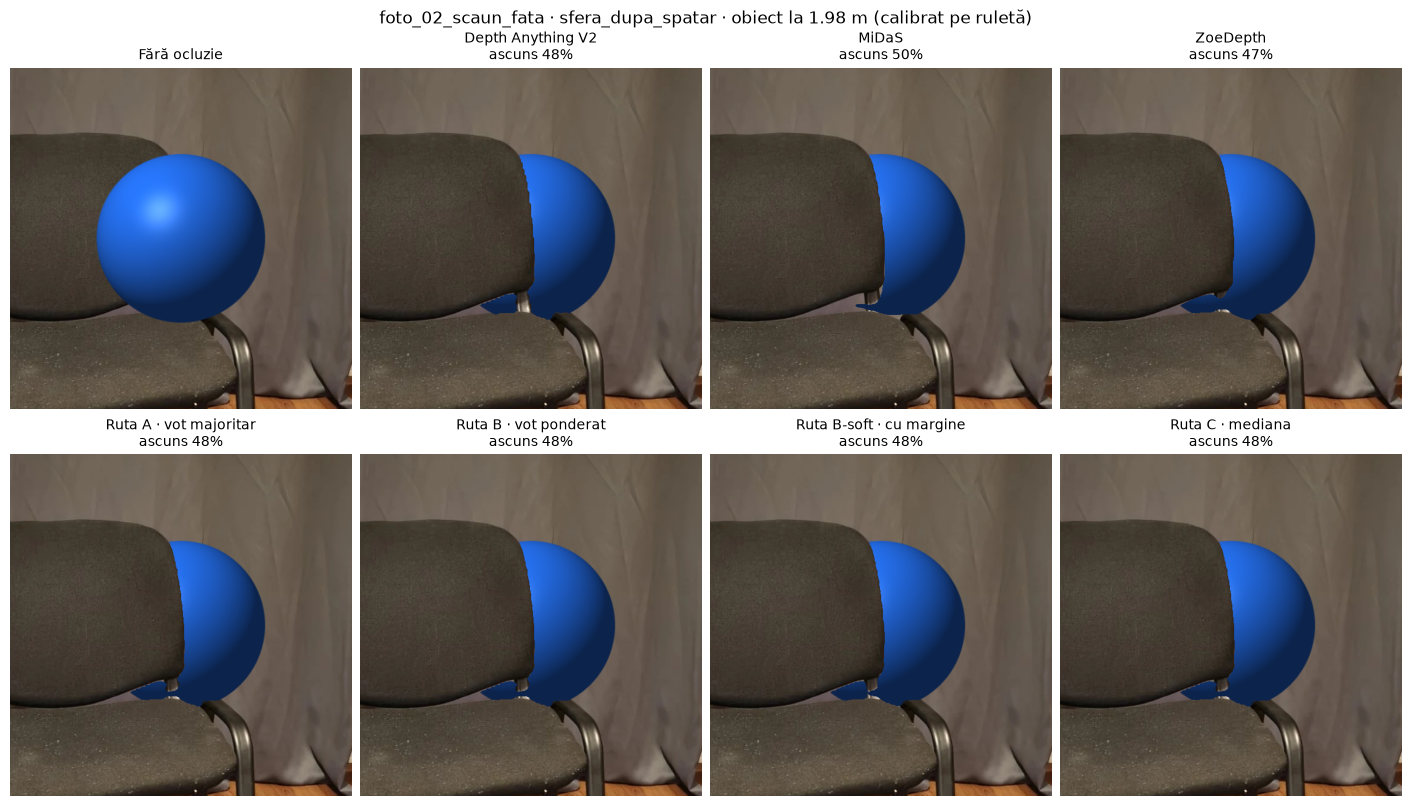 foto_02_scaun_fata · sfera_dupa_spatar · obiect la 1.98 m (calibrat pe ruletă)
Fără ocluzie
Depth Anything V2
ascuns 48%
MiDaS
ascuns 50%
ZoeDepth
ascuns 47%
Ruta A · vot majoritar
ascuns 48%
Ruta B · vot ponderat
ascuns 48%
Ruta B-soft · cu margine
ascuns 48%
Ruta C · mediana
ascuns 48%